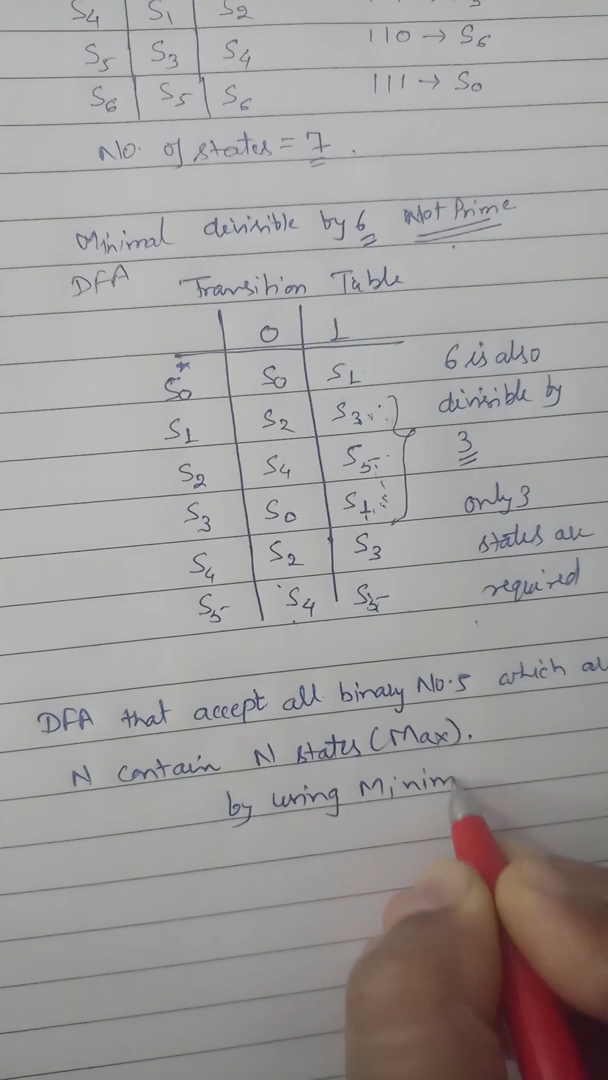 S4 S1 S2
S5 S3 S4 110 → S6
S6 S5 S6 111 → S0
No. of states = 7.
Minimal devisible by 6 Not Prime
DFA Transition Table
0 1
S0* S0 S1 6 is also
S1 S2 S3 devisible by
S2 S4 S5 3
S3 S0 S1 only 3
S4 S2 S3 states are
S5 S4 S5 required
DFA that accept all binary No.s which a
N contain N states (Max).
by using Minim